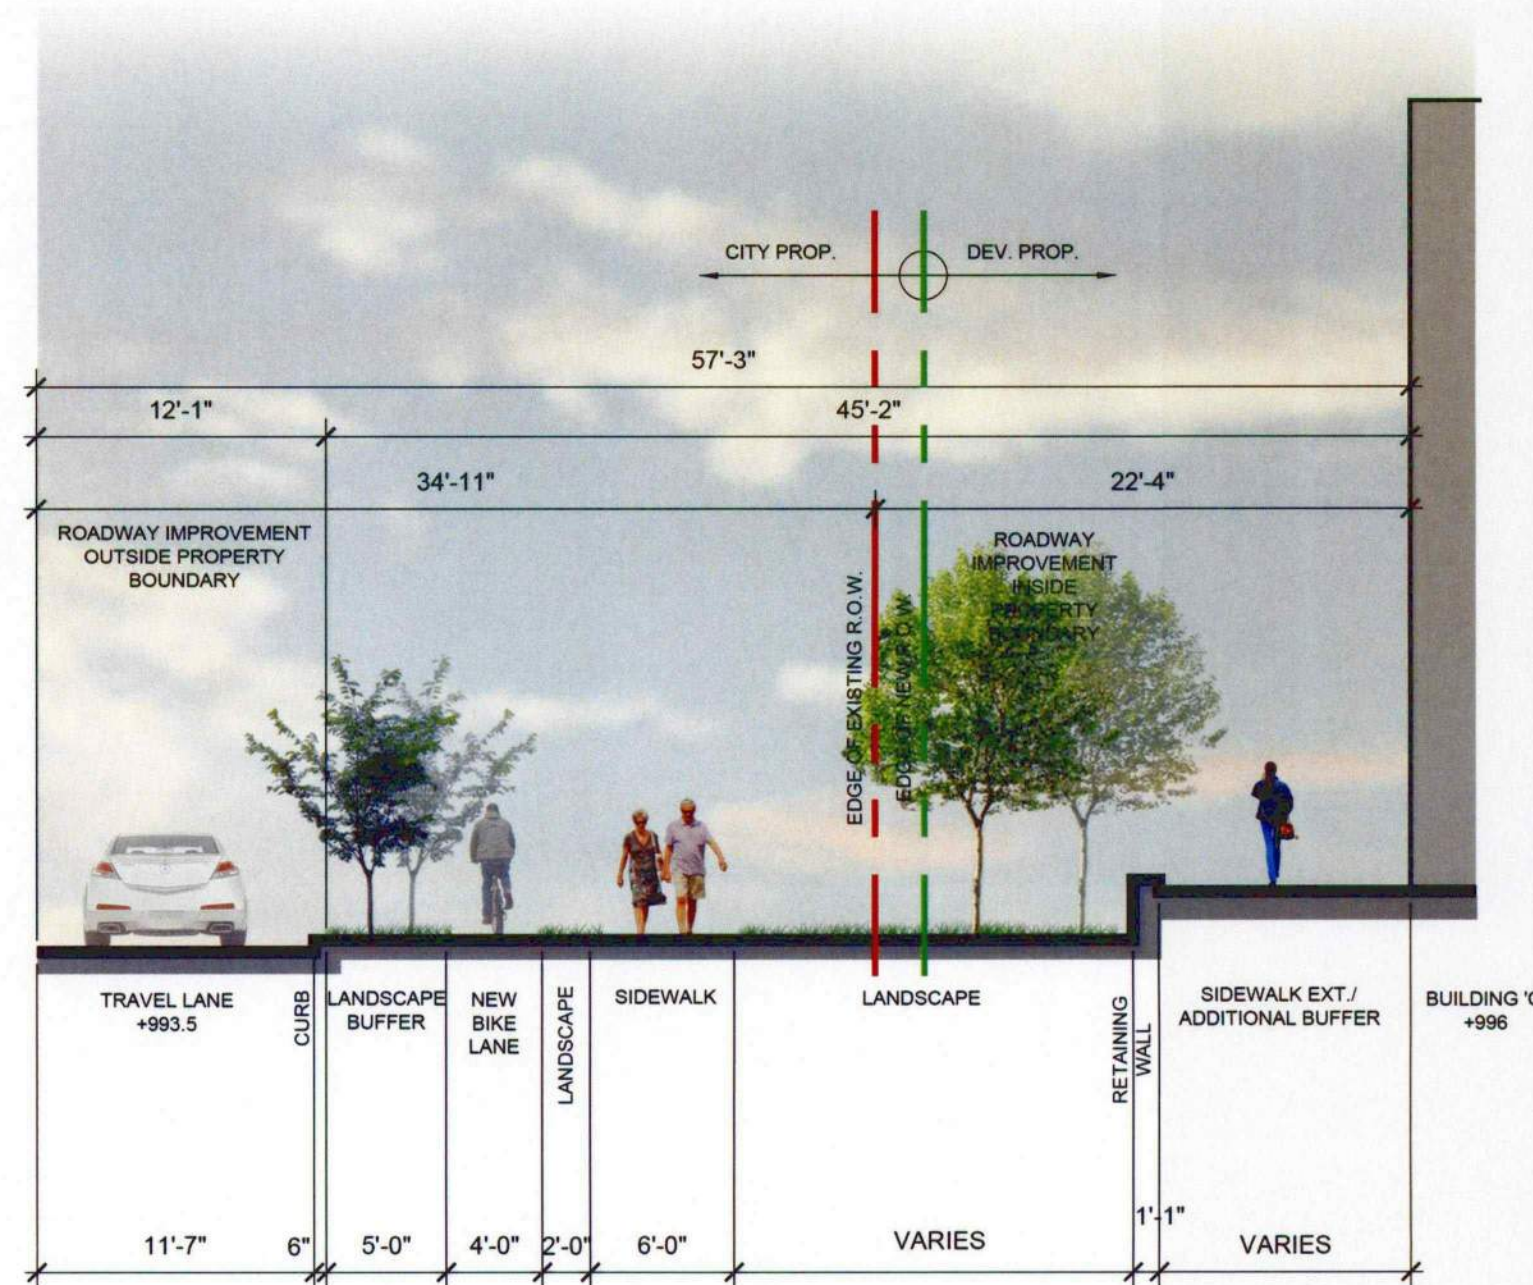 CITY PROP.
DEV. PROP.
57'-3"
12'-1"
45'-2"
34'-11"
22'-4"
ROADWAY IMPROVEMENT
OUTSIDE PROPERTY
BOUNDARY
ROADWAY
IMPROVEMENT
INSIDE
PROPERTY
BOUNDARY
EDGE OF EXISTING R.O.W.
EDGE OF NEW R.O.W.
TRAVEL LANE
+993.5
CURB
LANDSCAPE
BUFFER
NEW
BIKE
LANE
LANDSCAPE
SIDEWALK
LANDSCAPE
RETAINING
WALL
SIDEWALK EXT./
ADDITIONAL BUFFER
BUILDING
+996
11'-7"
6"
5'-0"
4'-0"
2'-0"
6'-0"
VARIES
1'-1"
VARIES